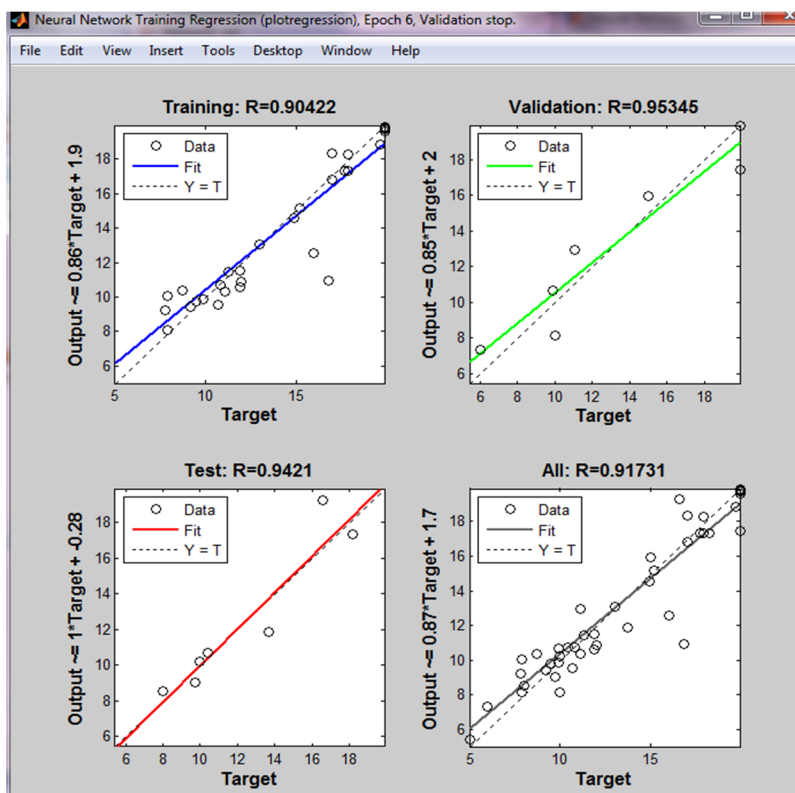 Neural Network Training Regression (plotregression), Epoch 6, Validation stop.
File Edit View Insert Tools Desktop Window Help
Training: R=0.90422
Output ~= 0.86*Target + 1.9
Data
Fit
Y = T
18
16
14
12
10
8
6
5 10 15
Target
Validation: R=0.95345
Output ~= 0.85*Target + 2
Data
Fit
Y = T
18
16
14
12
10
8
6
6 8 10 12 14 16 18
Target
Test: R=0.9421
Output ~= 1*Target + -0.28
Data
Fit
Y = T
18
16
14
12
10
8
6
6 8 10 12 14 16 18
Target
All: R=0.91731
Output ~= 0.87*Target + 1.7
Data
Fit
Y = T
18
16
14
12
10
8
6
5 10 15
Target